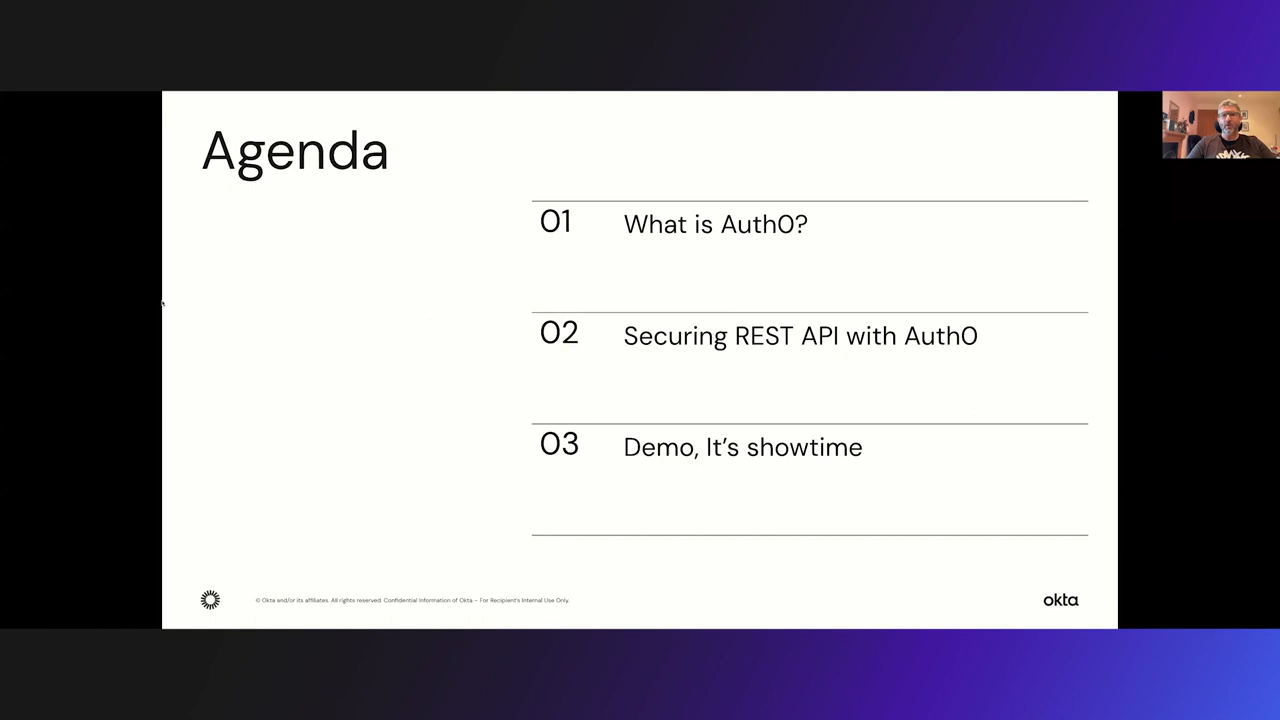 Agenda
01 What is Auth0?
02 Securing REST API with Auth0
03 Demo, It's showtime
© Okta and/or its affiliates. All rights reserved. Confidential Information of Okta – For Recipient's Internal Use Only.
okta